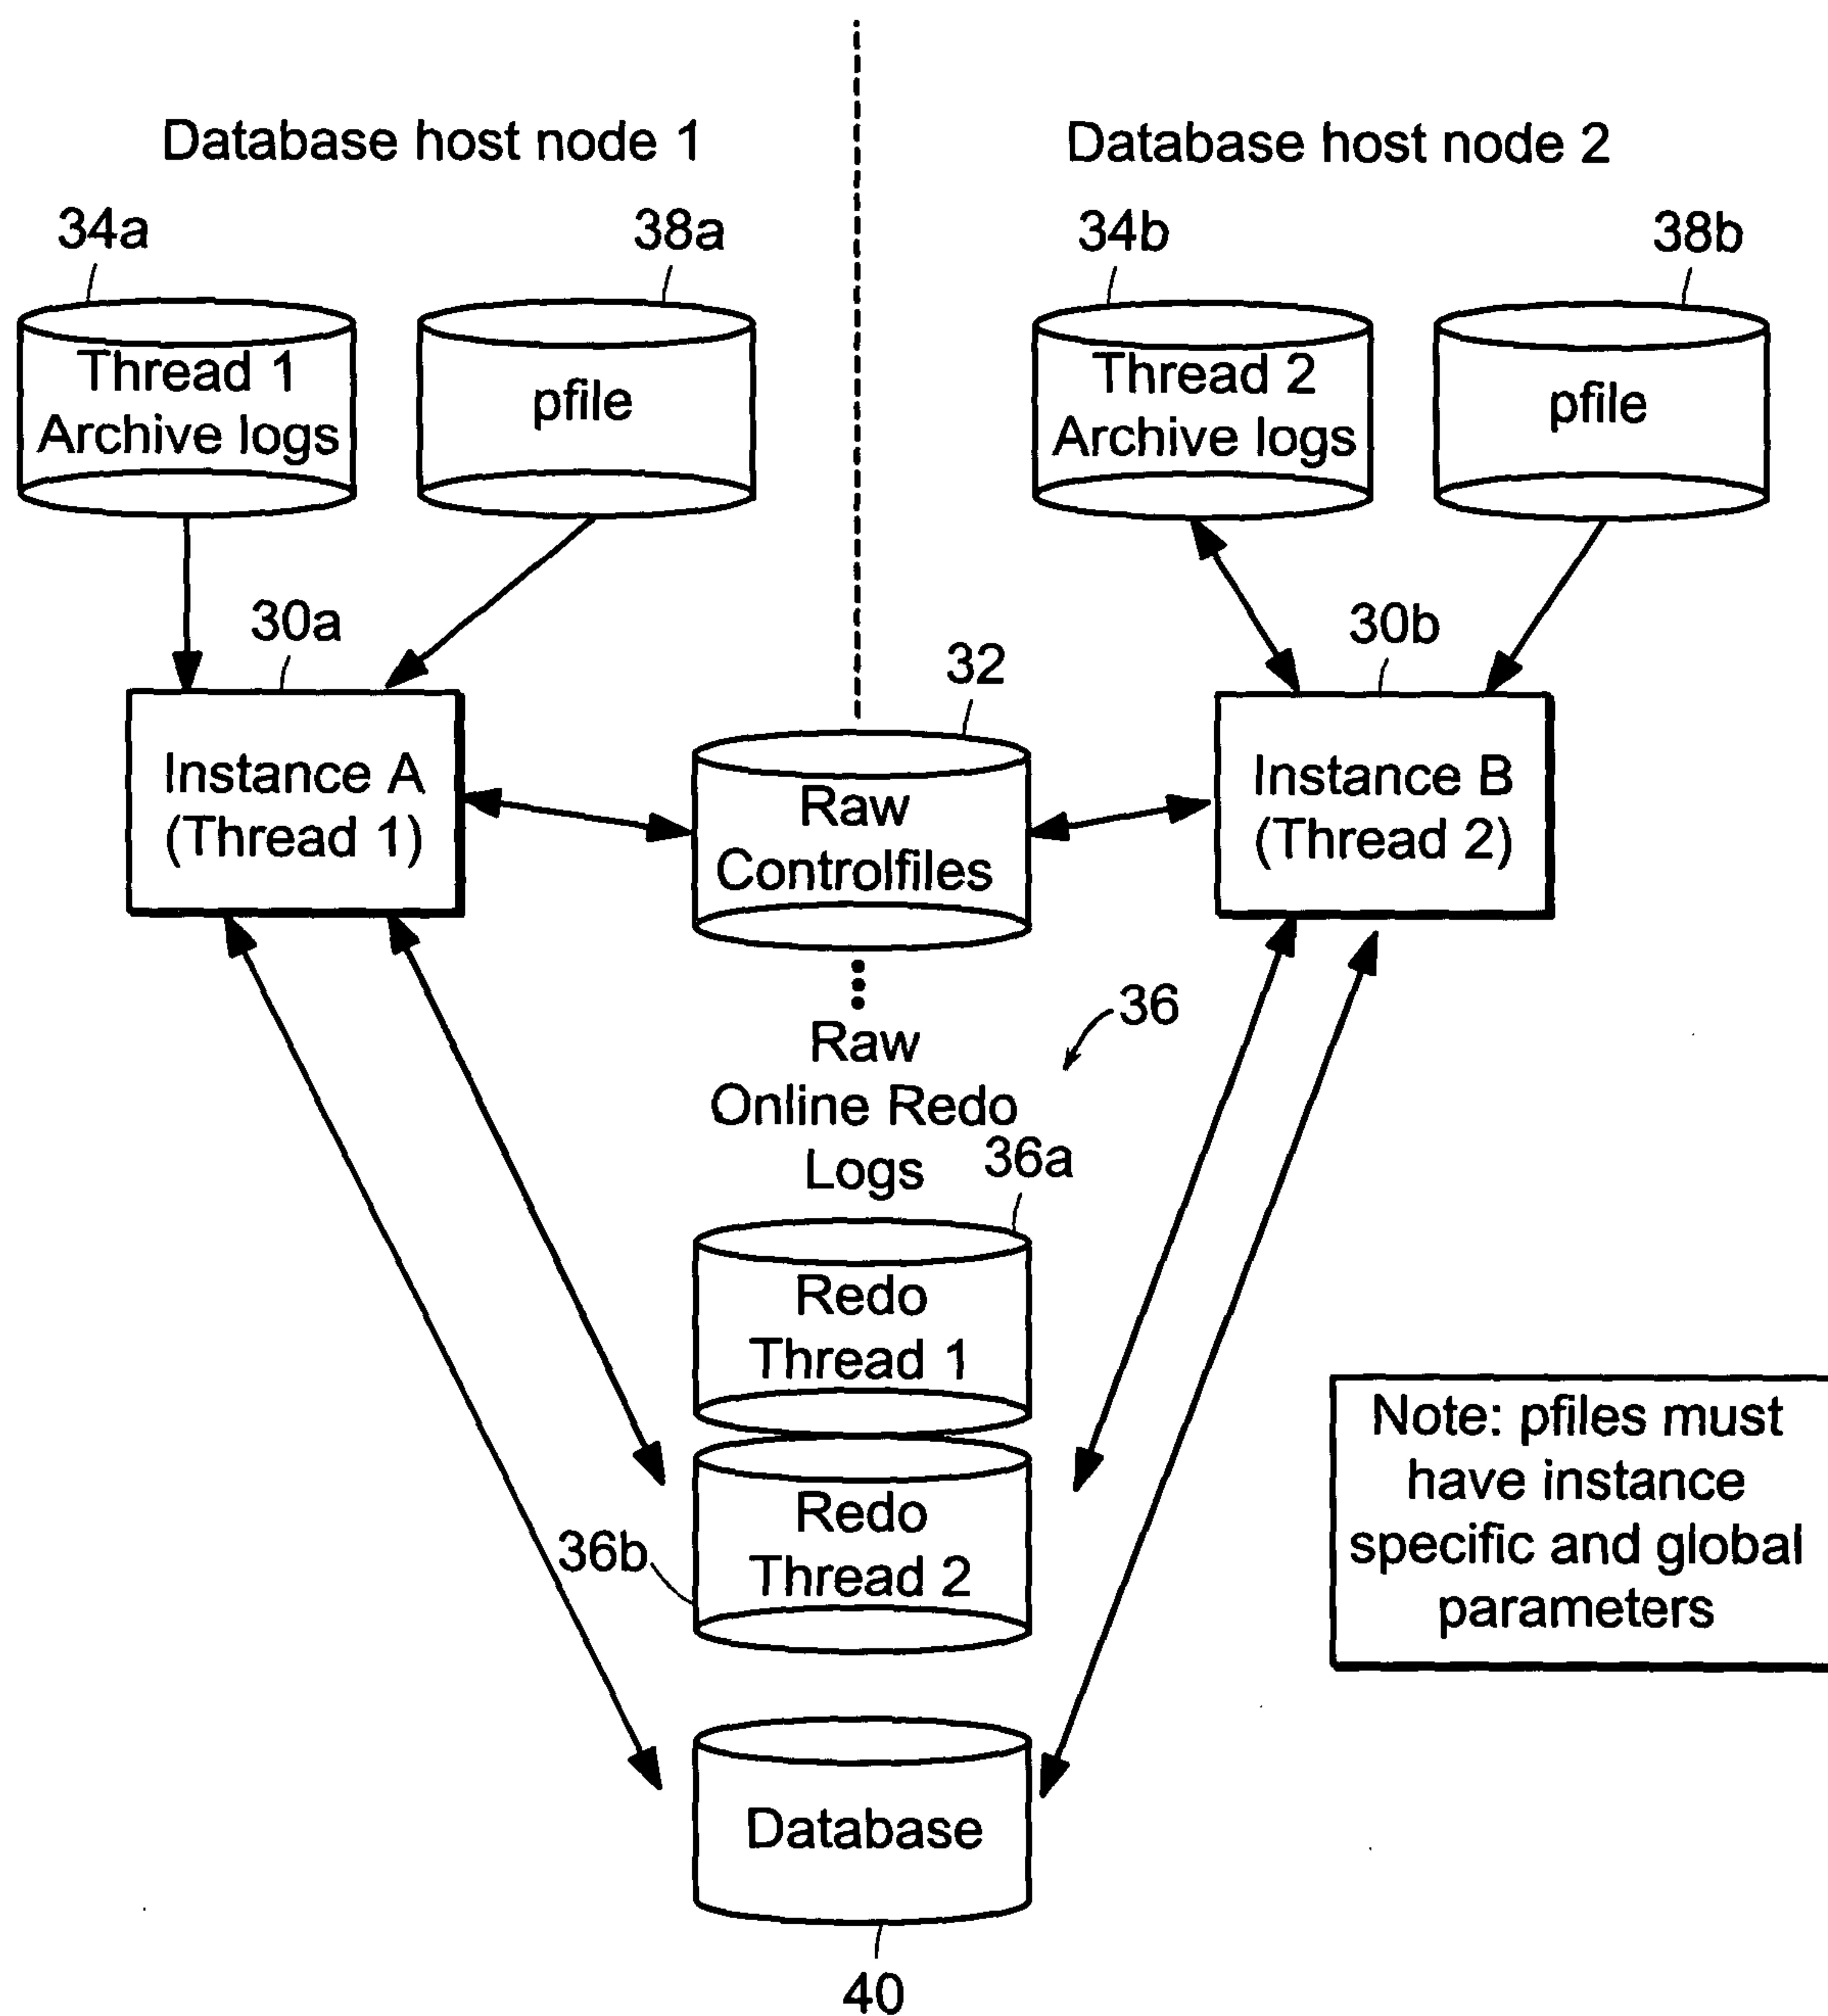 Database host node 1
Database host node 2
34a
38a
34b
38b
Thread 1
Archive logs
pfile
Thread 2
Archive logs
pfile
30a
30b
32
Instance A
(Thread 1)
Raw
Controlfiles
Instance B
(Thread 2)
36
Raw
Online Redo
Logs
36a
Redo
Thread 1
Redo
Thread 2
36b
Note: pfiles must
have instance
specific and global
parameters
Database
40